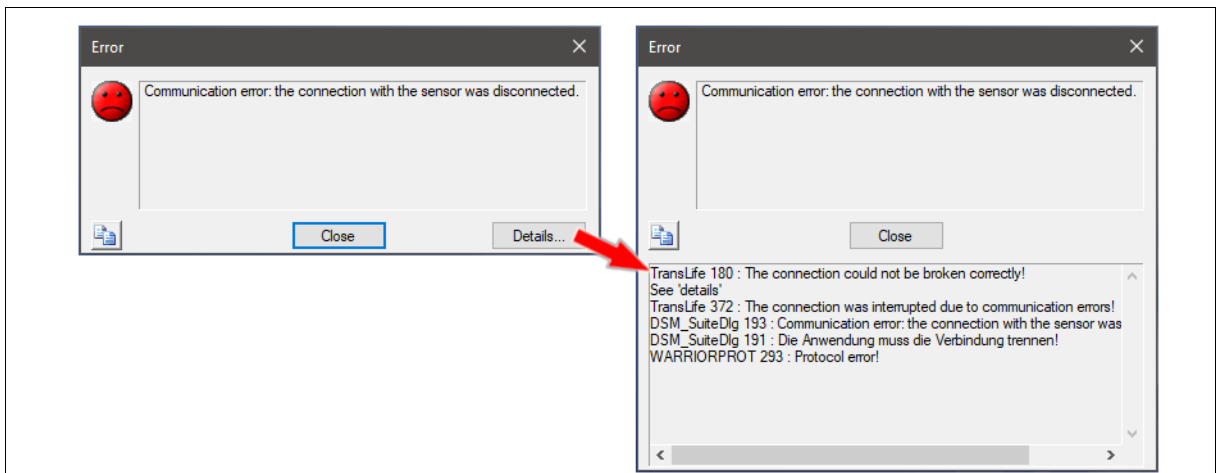 Error
Communication error: the connection with the sensor was disconnected.
Close
Details...
Error
Communication error: the connection with the sensor was disconnected.
Close
TransLife 180 : The connection could not be broken correctly!
See 'details'
TransLife 372 : The connection was interrupted due to communication errors!
DSM_SuiteDlg 193 : Communication error: the connection with the sensor was
DSM_SuiteDlg 191 : Die Anwendung muss die Verbindung trennen!
WARRIORPROT 293 : Protocol error!